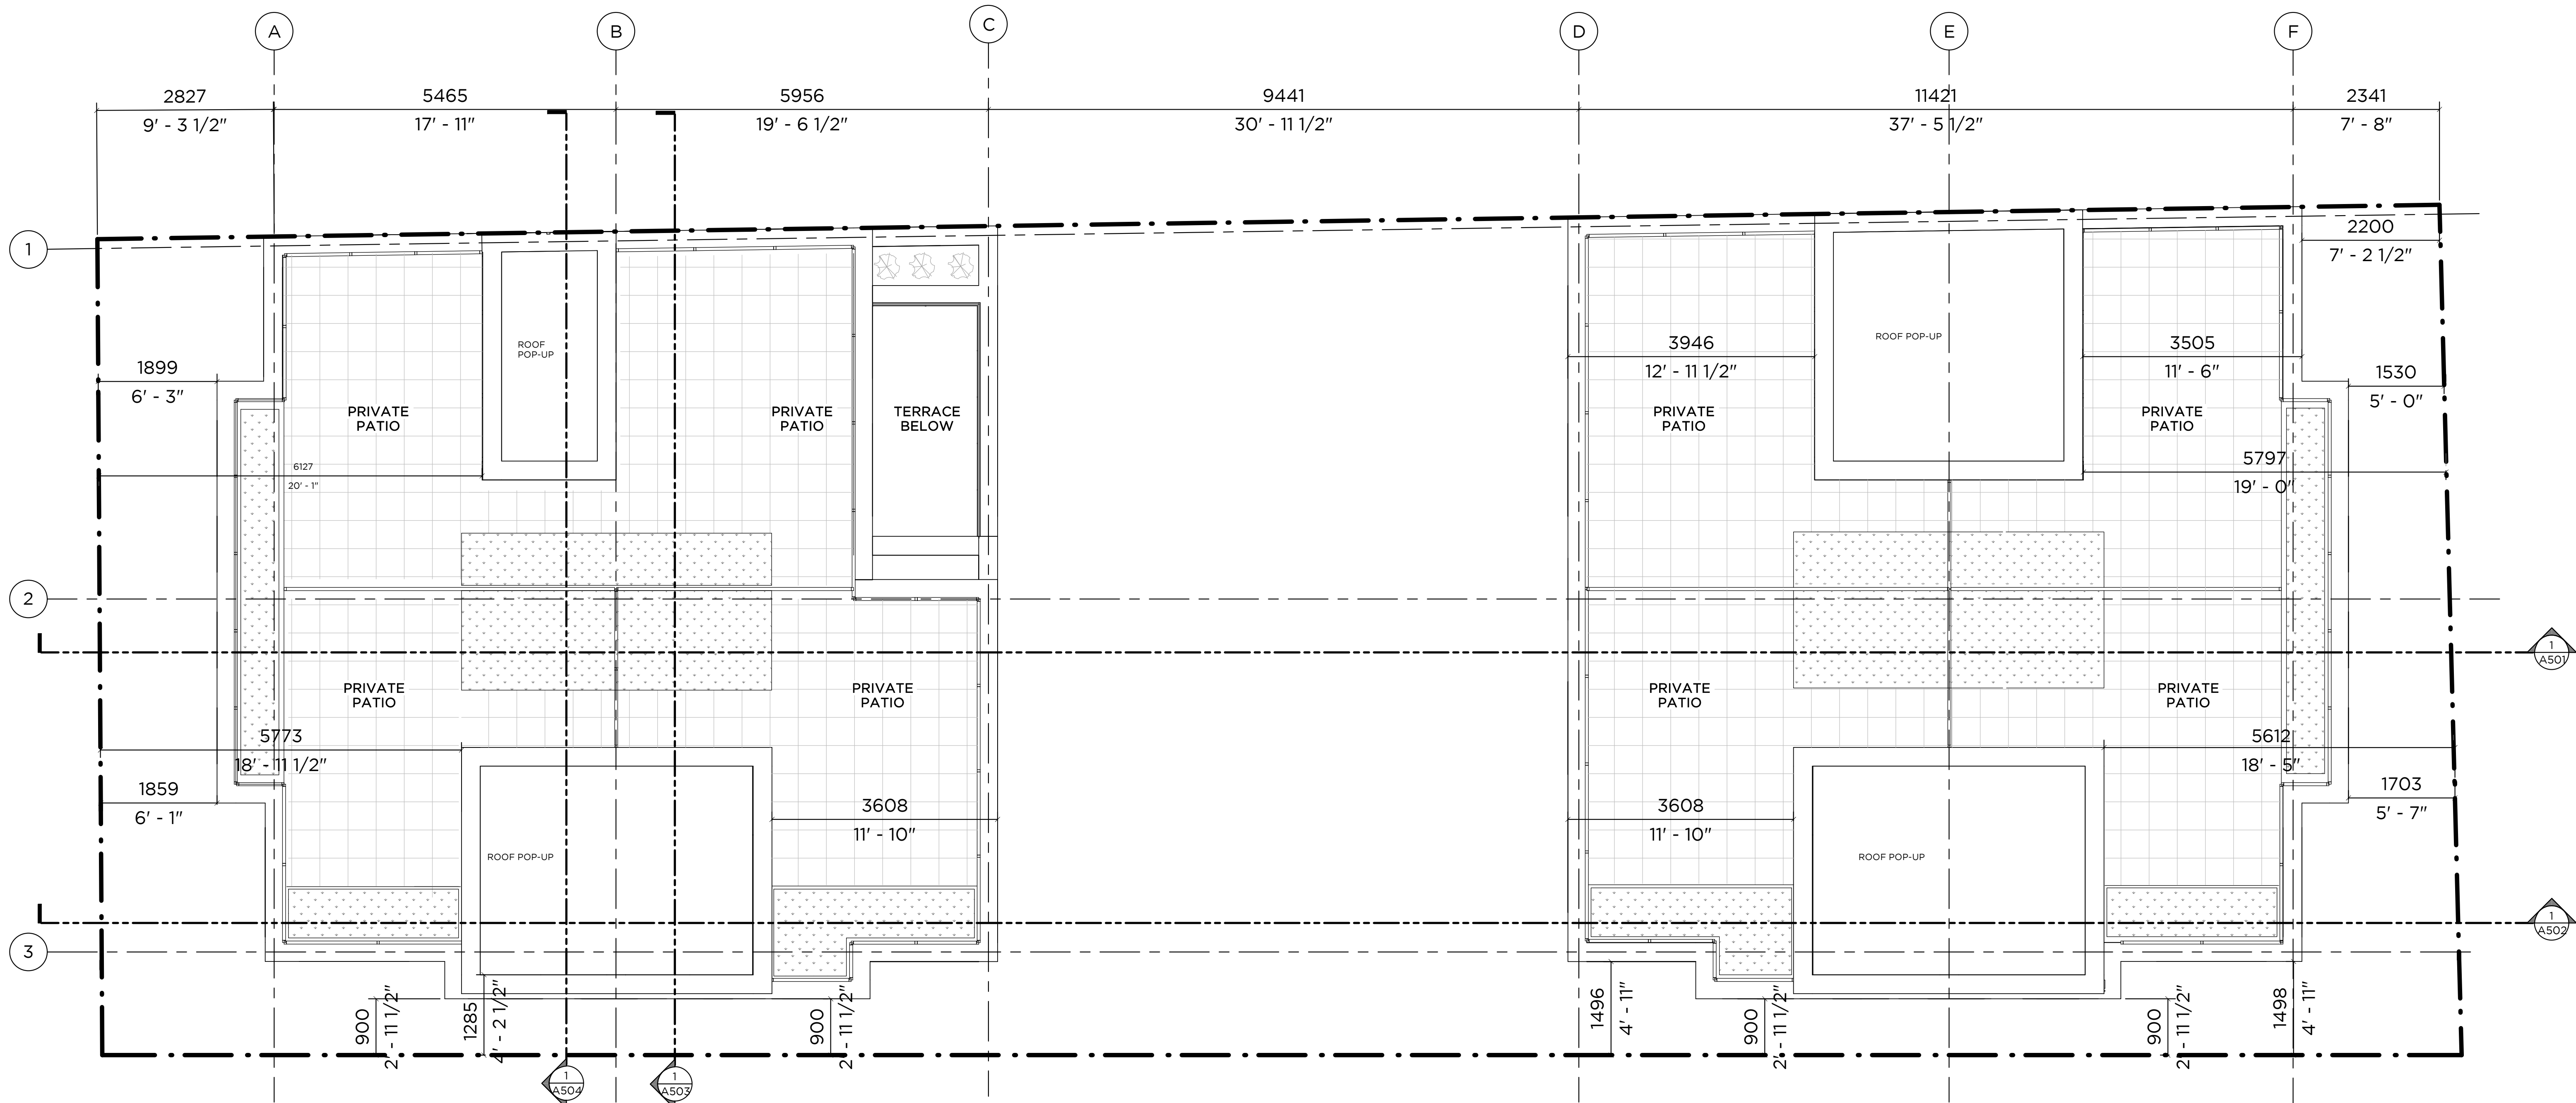 A
B
C
D
E
F
2827
5465
5956
9441
11421
2341
9' - 3 1/2"
17' - 11"
19' - 6 1/2"
30' - 11 1/2"
37' - 5 1/2"
7' - 8"
1
2200
7' - 2 1/2"
ROOF
POP-UP
ROOF POP-UP
3946
12' - 11 1/2"
3505
11' - 6"
1899
6' - 3"
1530
5' - 0"
PRIVATE
PATIO
PRIVATE
PATIO
TERRACE
BELOW
PRIVATE
PATIO
PRIVATE
PATIO
6127
20' - 1"
5797
19' - 0"
2
1
A501
PRIVATE
PATIO
PRIVATE
PATIO
PRIVATE
PATIO
PRIVATE
PATIO
5773
18' - 11 1/2"
5612
18' - 5"
1859
6' - 1"
3608
11' - 10"
3608
11' - 10"
1703
5' - 7"
ROOF POP-UP
ROOF POP-UP
1
A502
3
900
2' - 11 1/2"
1285
4' - 2 1/2"
900
2' - 11 1/2"
1496
4' - 11"
900
2' - 11 1/2"
900
2' - 11 1/2"
1498
4' - 11"
1
A504
1
A503